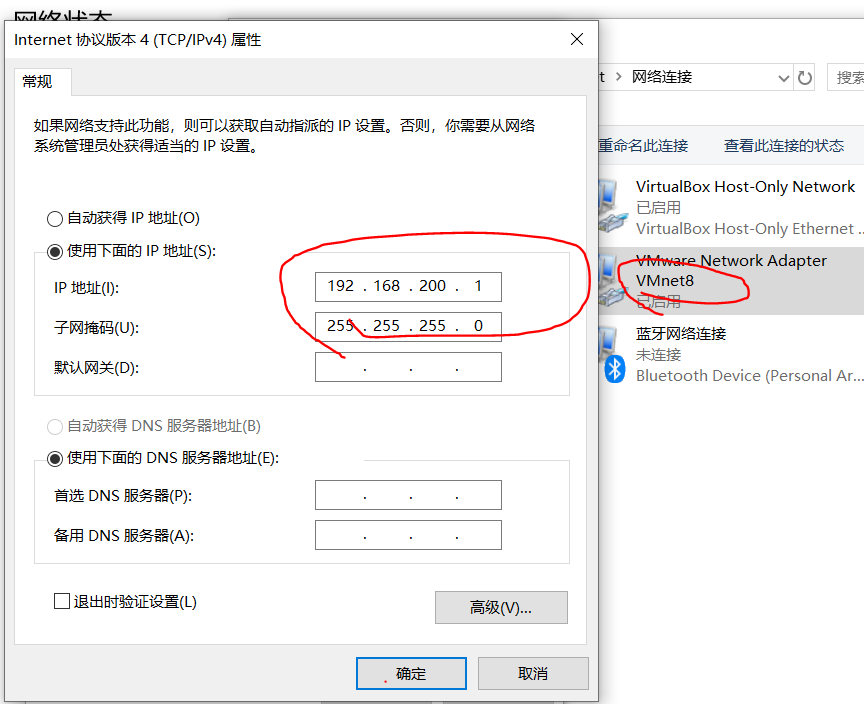 网络状态
Internet 协议版本 4 (TCP/IPv4) 属性
常规
如果网络支持此功能，则可以获取自动指派的 IP 设置。否则，你需要从网络
系统管理员处获得适当的 IP 设置。
自动获得 IP 地址(O)
使用下面的 IP 地址(S):
IP 地址(I):
192 . 168 . 200 . 1
子网掩码(U):
255 . 255 . 255 . 0
默认网关(D):
. . .
自动获得 DNS 服务器地址(B)
使用下面的 DNS 服务器地址(E):
首选 DNS 服务器(P):
. . .
备用 DNS 服务器(A):
. . .
退出时验证设置(L)
高级(V)...
确定
取消
t › 网络连接
搜索
重命名此连接
查看此连接的状态
VirtualBox Host-Only Network
已启用
VirtualBox Host-Only Ethernet ...
VMware Network Adapter
VMnet8
已启用
蓝牙网络连接
未连接
Bluetooth Device (Personal Ar...